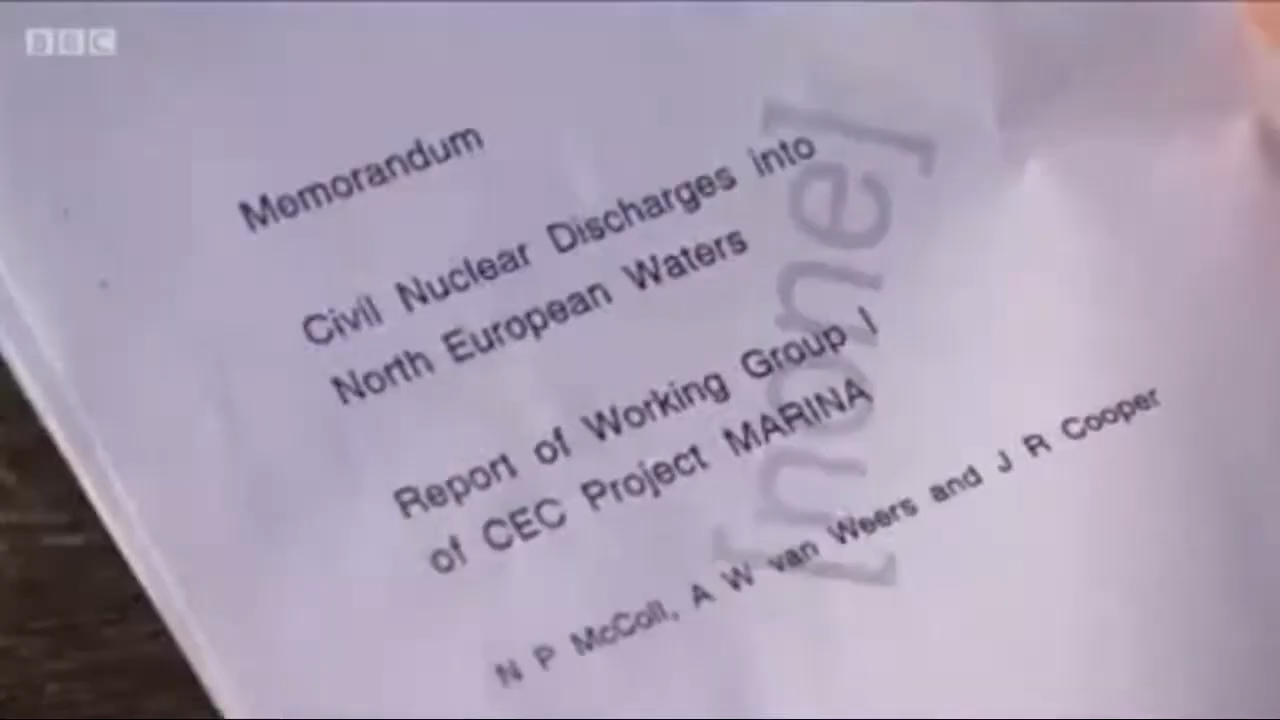 BBC
Memorandum
Civil Nuclear Discharges into
North European Waters
Report of Working Group I
of CEC Project MARINA
N P McColl, A W van Weers and J R Cooper
[none]